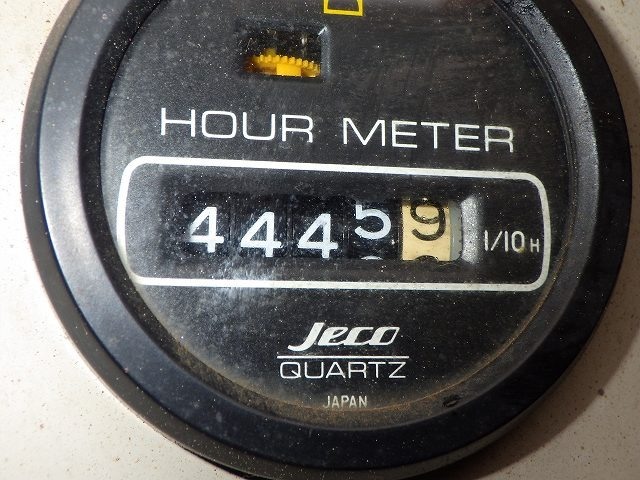 HOUR METER
44459 1/10H
Jeco
QUARTZ
JAPAN